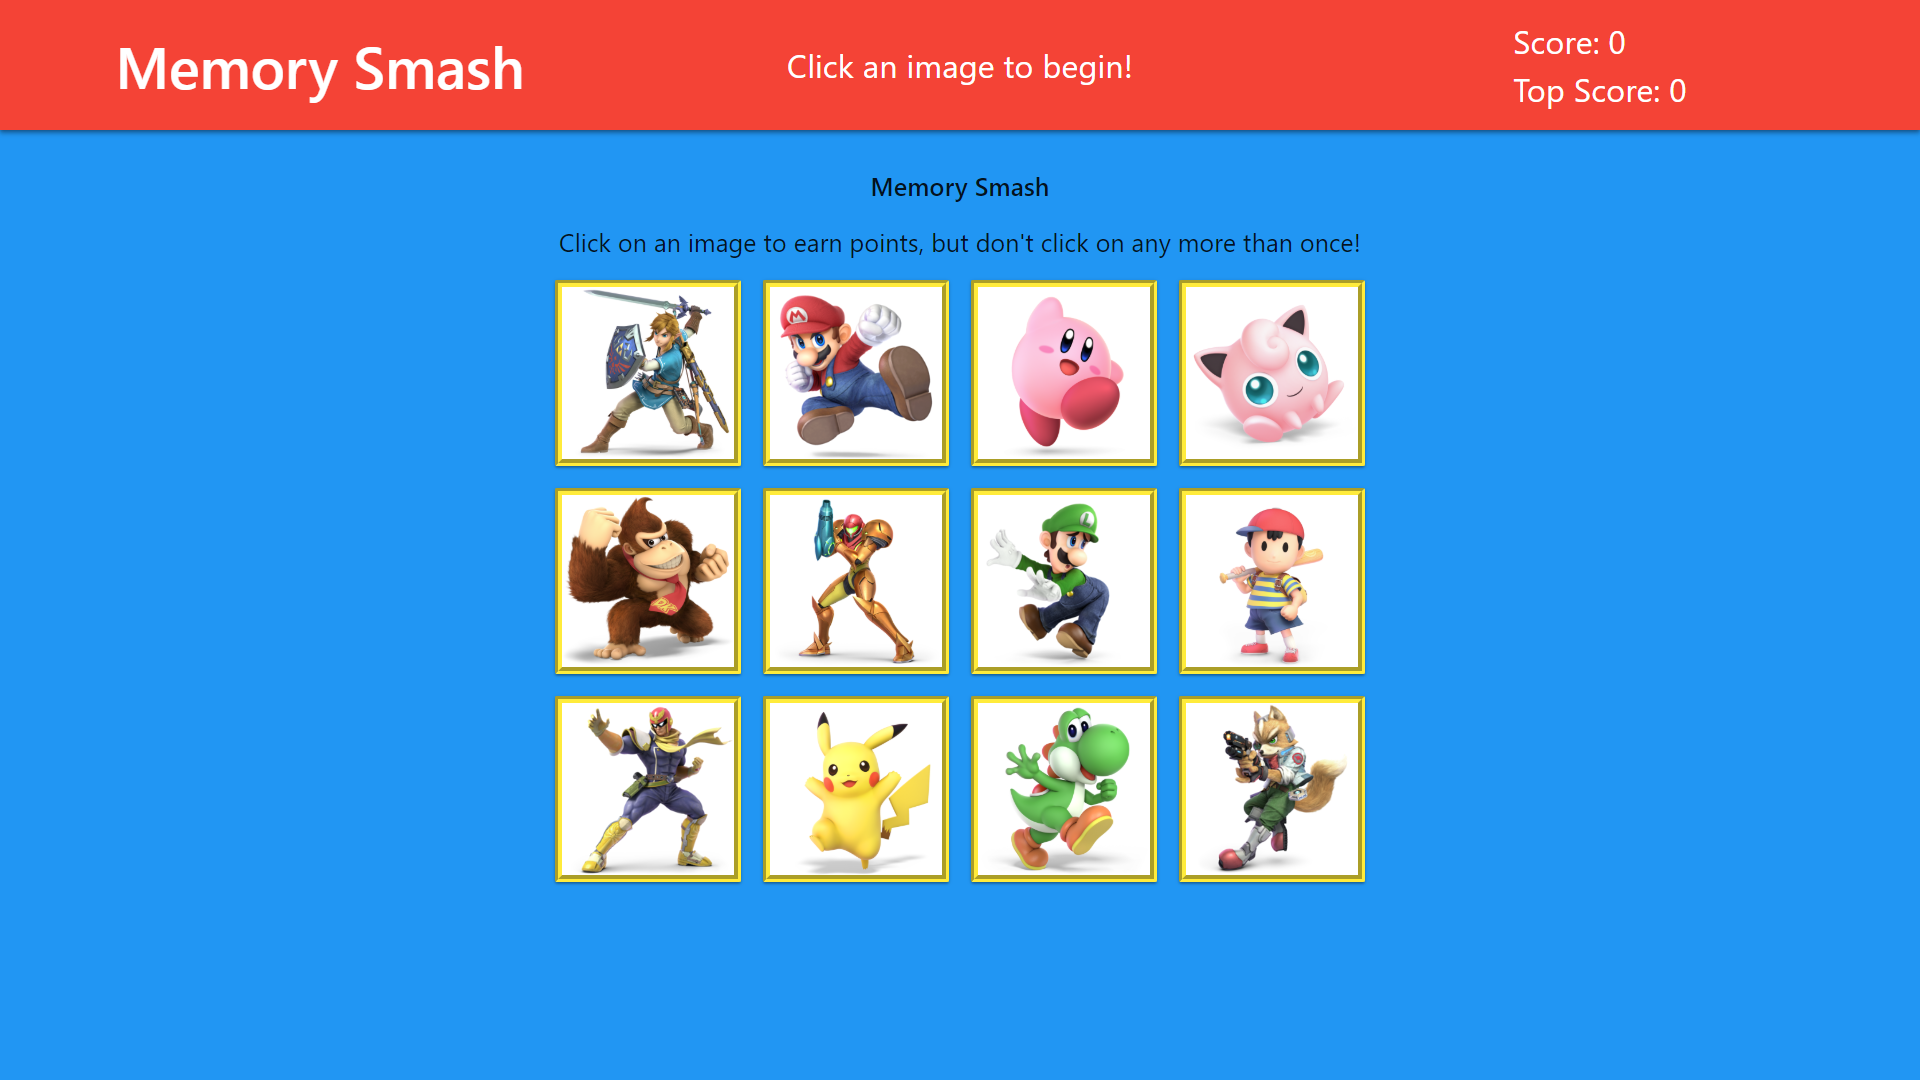 Memory Smash
Click an image to begin!
Score: 0
Top Score: 0
Memory Smash
Click on an image to earn points, but don't click on any more than once!
M
L
DK